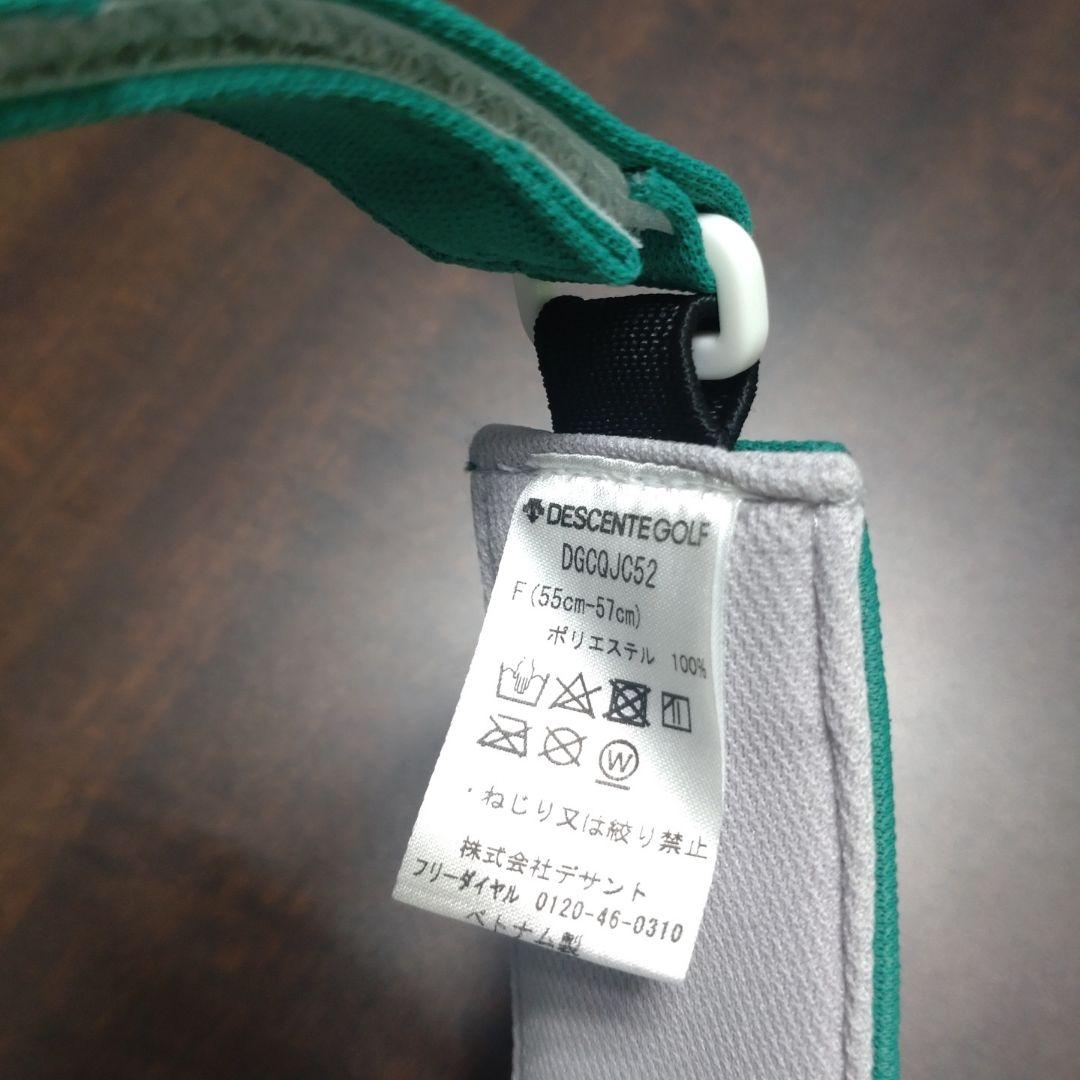 DESCENTEGOLF
DGCQJC52
F(55cm-57cm)
ポリエステル 100%
W
・ねじり又は絞り禁止
株式会社デサント
フリーダイヤル 0120-46-0310
ベトナム製